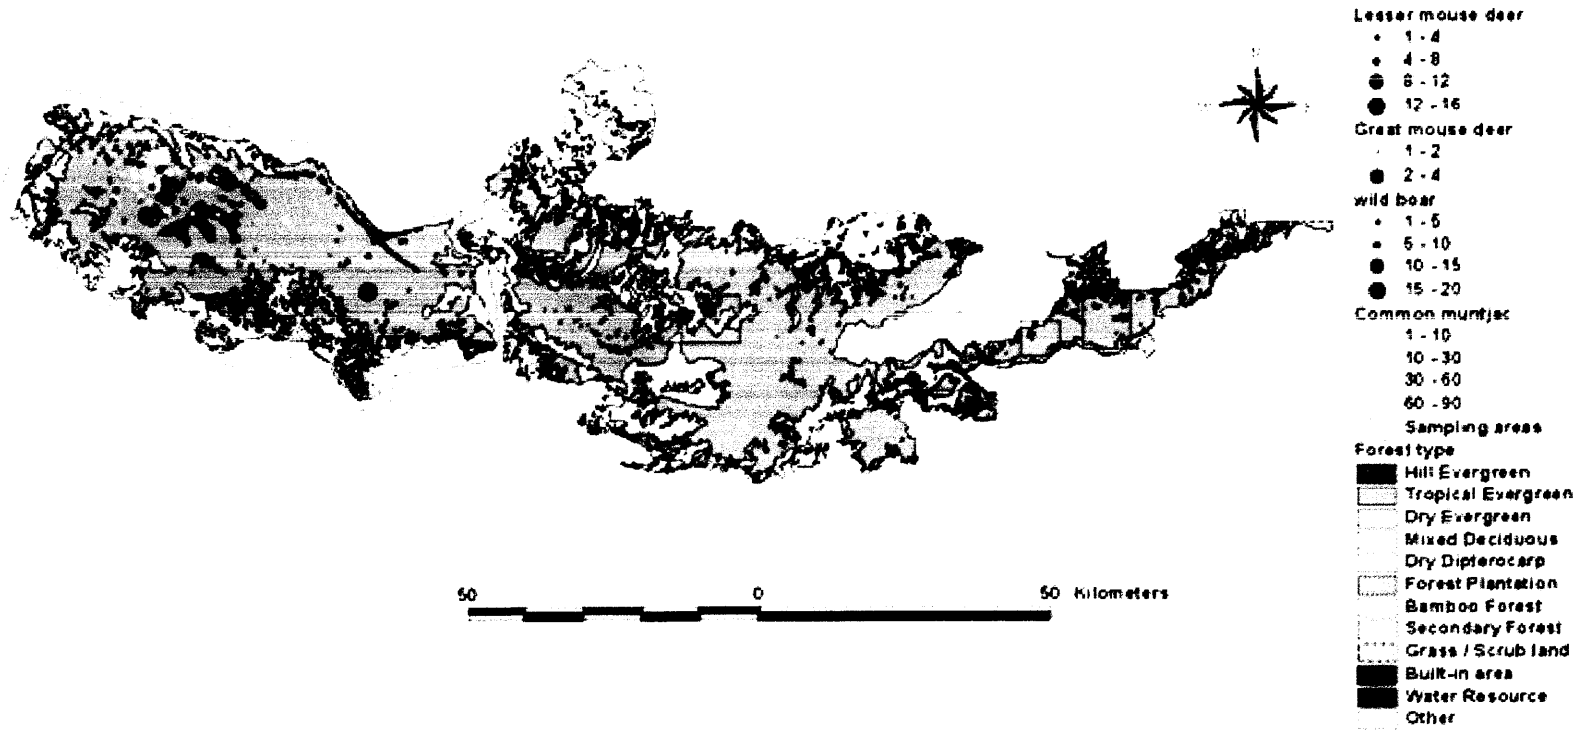 Lesser mouse deer
1 - 4
4 - 8
8 - 12
12 - 16
Great mouse deer
1 - 2
2 - 4
wild boar
1 - 5
5 - 10
10 - 15
15 - 20
Common muntjac
1 - 10
10 - 30
30 - 60
60 - 90
Sampling areas
Forest type
Hill Evergreen
Tropical Evergreen
Dry Evergreen
Mixed Deciduous
Dry Dipterocarp
Forest Plantation
Bamboo Forest
Secondary Forest
Grass / Scrub land
Built-in area
Water Resource
Other
50 0 50 Kilometers